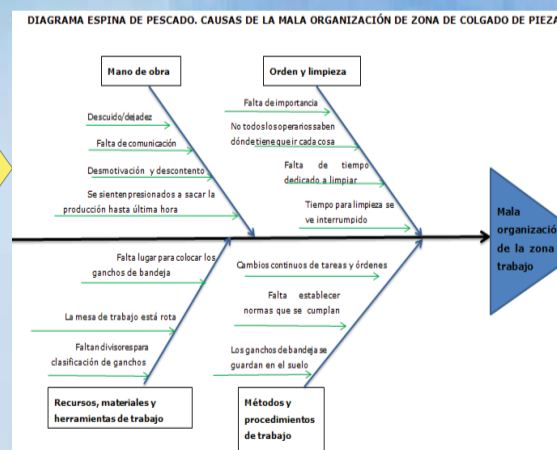 DIAGRAMA ESPINA DE PESCADO. CAUSAS DE LA MALA ORGANIZACIÓN DE ZONA DE COLGADO DE PIEZA
Mano de obra
Orden y limpieza
Descuido/dejadez
Falta de comunicación
Desmotivación y descontento
Se sienten presionados a sacar la
producción hasta última hora
Falta de importancia
No todos los operarios saben
dónde tiene que ir cada cosa
Falta de tiempo
dedicado a limpiar
Tiempo para limpieza se
ve interrumpido
Mala
organizació
de la zona
trabajo
Falta lugar para colocar los
ganchos de bandeja
La mesa de trabajo está rota
Faltan divisores para
clasificación de ganchos
Cambios continuos de tareas y órdenes
Falta establecer
normas que se cumplan
Los ganchos de bandeja se
guardan en el suelo
Recursos, materiales y
herramientas de trabajo
Métodos y
procedimientos
de trabajo